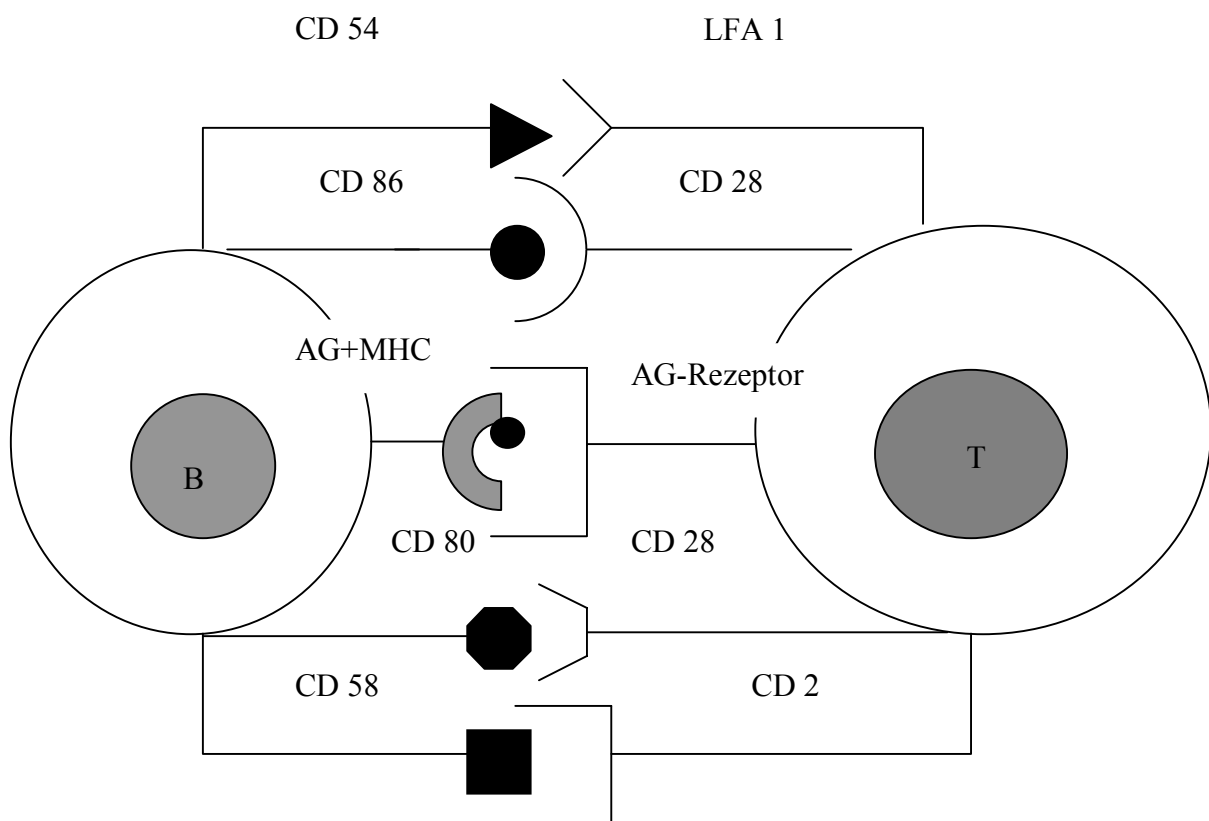 CD 54 LFA 1
CD 86 CD 28
AG+MHC AG-Rezeptor
B T
CD 80 CD 28
CD 58 CD 2